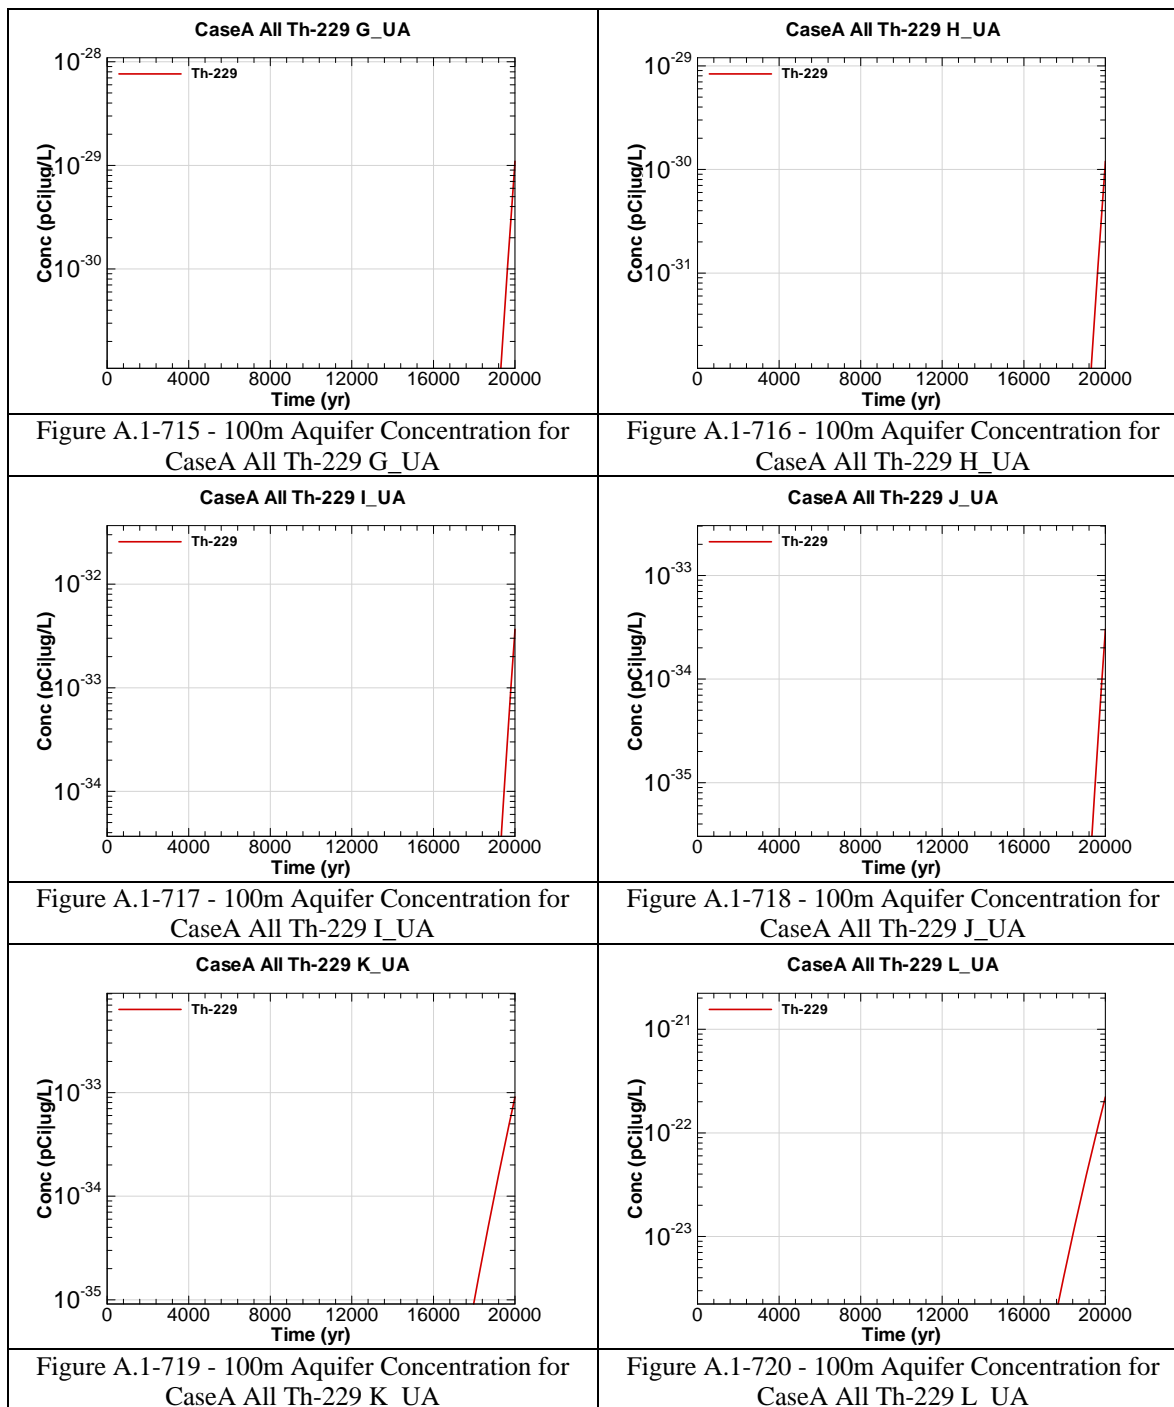 CaseA All Th-229 G_UA
Th-229
Conc (pCi|ug/L)
10-28
10-29
10-30
0 4000 8000 12000 16000 20000
Time (yr)
Figure A.1-715 - 100m Aquifer Concentration for
CaseA All Th-229 G_UA
CaseA All Th-229 H_UA
Th-229
Conc (pCi|ug/L)
10-29
10-30
10-31
0 4000 8000 12000 16000 20000
Time (yr)
Figure A.1-716 - 100m Aquifer Concentration for
CaseA All Th-229 H_UA
CaseA All Th-229 I_UA
Th-229
Conc (pCi|ug/L)
10-32
10-33
10-34
0 4000 8000 12000 16000 20000
Time (yr)
Figure A.1-717 - 100m Aquifer Concentration for
CaseA All Th-229 I_UA
CaseA All Th-229 J_UA
Th-229
Conc (pCi|ug/L)
10-33
10-34
10-35
0 4000 8000 12000 16000 20000
Time (yr)
Figure A.1-718 - 100m Aquifer Concentration for
CaseA All Th-229 J_UA
CaseA All Th-229 K_UA
Th-229
Conc (pCi|ug/L)
10-33
10-34
10-35
0 4000 8000 12000 16000 20000
Time (yr)
Figure A.1-719 - 100m Aquifer Concentration for
CaseA All Th-229 K_UA
CaseA All Th-229 L_UA
Th-229
Conc (pCi|ug/L)
10-21
10-22
10-23
0 4000 8000 12000 16000 20000
Time (yr)
Figure A.1-720 - 100m Aquifer Concentration for
CaseA All Th-229 L_UA